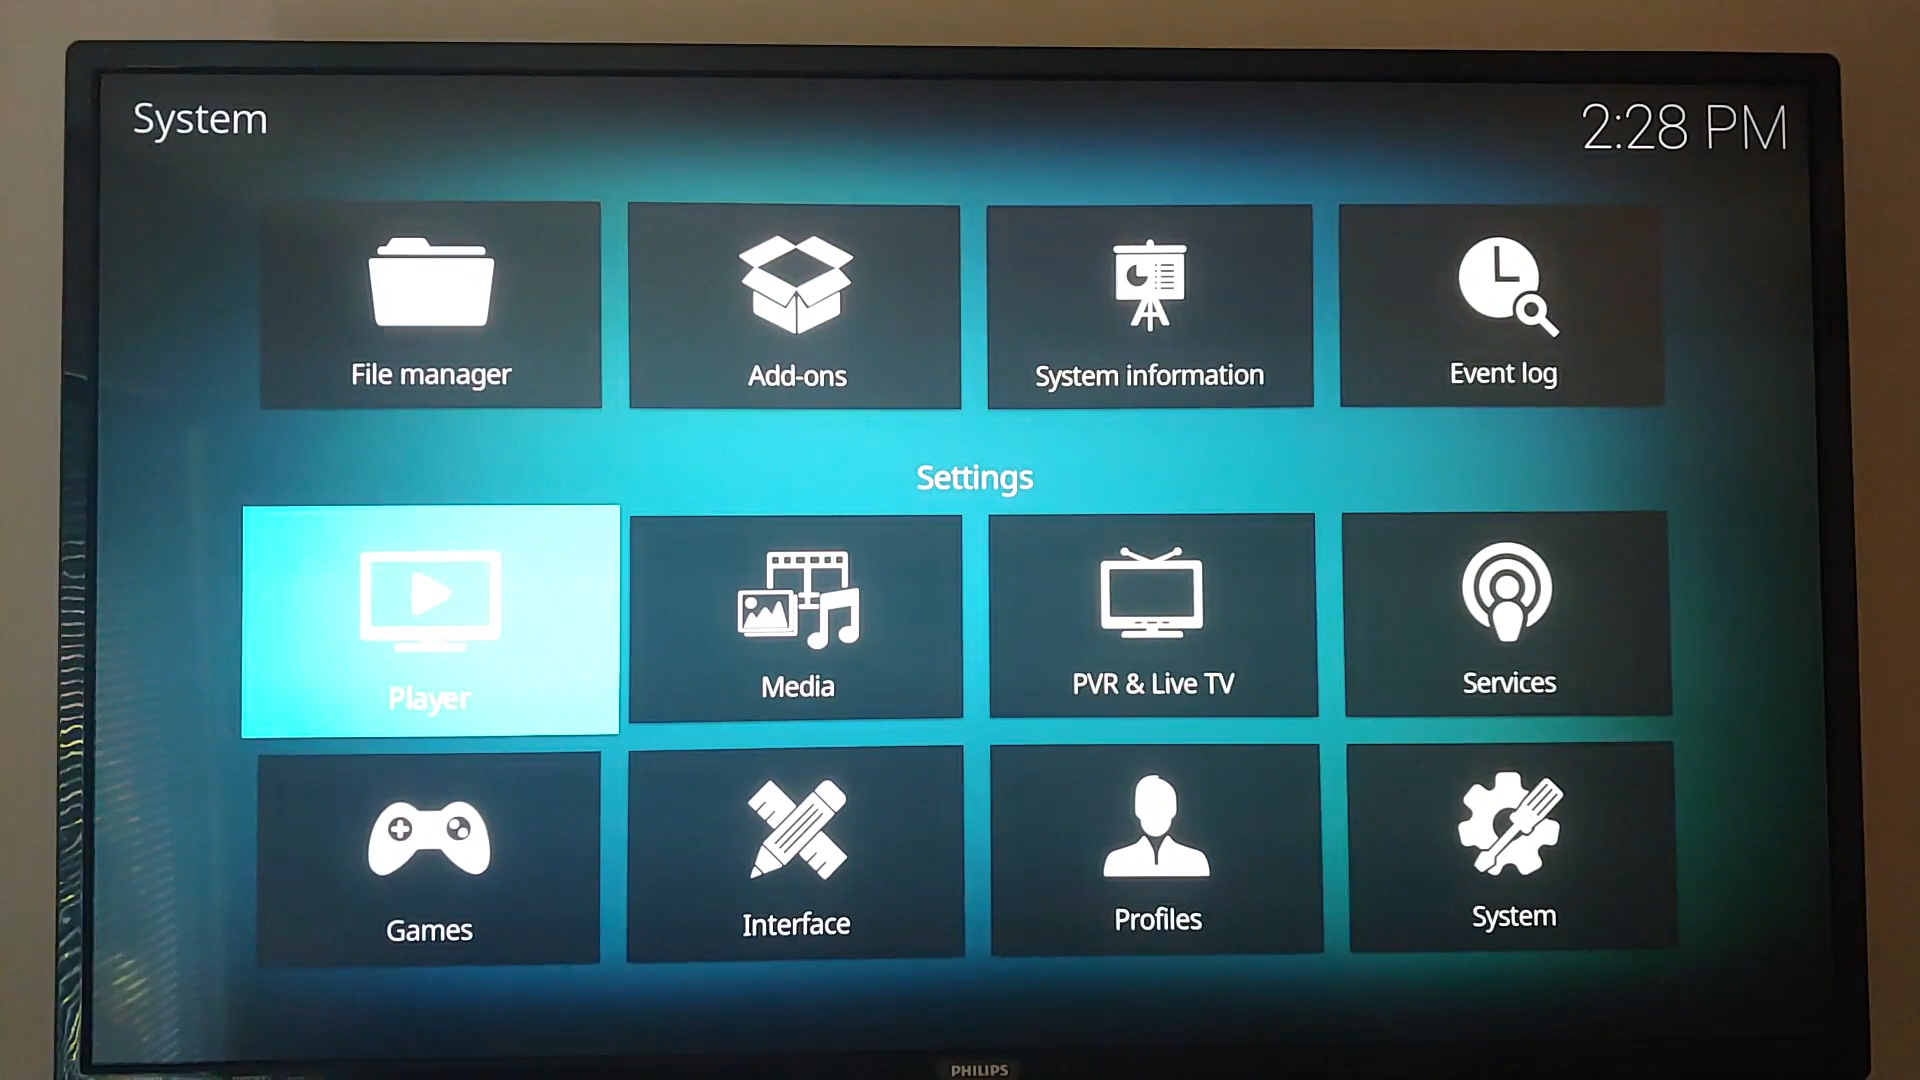 System
2:28 PM
File manager
Add-ons
System information
Event log
Settings
Player
Media
PVR & Live TV
Services
Games
Interface
Profiles
System
PHILIPS